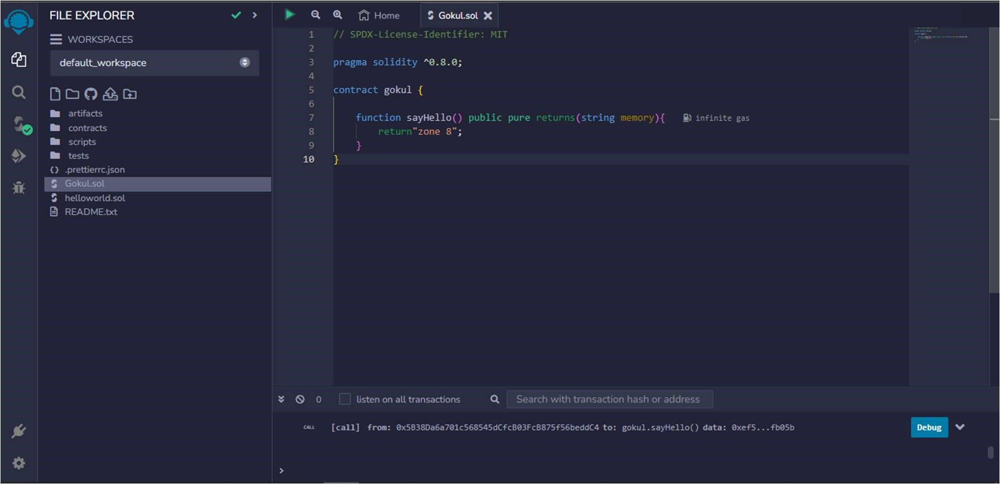 FILE EXPLORER
WORKSPACES
default_workspace
artifacts
contracts
scripts
tests
.prettierrc.json
Gokul.sol
helloworld.sol
README.txt
Home
Gokul.sol
1 // SPDX-License-Identifier: MIT
2
3 pragma solidity ^0.8.0;
4
5 contract gokul {
6
7 function sayHello() public pure returns(string memory){ infinite gas
8 return"zone 8";
9 }
10 }
0 listen on all transactions Search with transaction hash or address
CALL [call] from: 0x5B38Da6a701c568545dCfcB03FcB875f56beddC4 to: gokul.sayHello() data: 0xef5...fb05b Debug
>